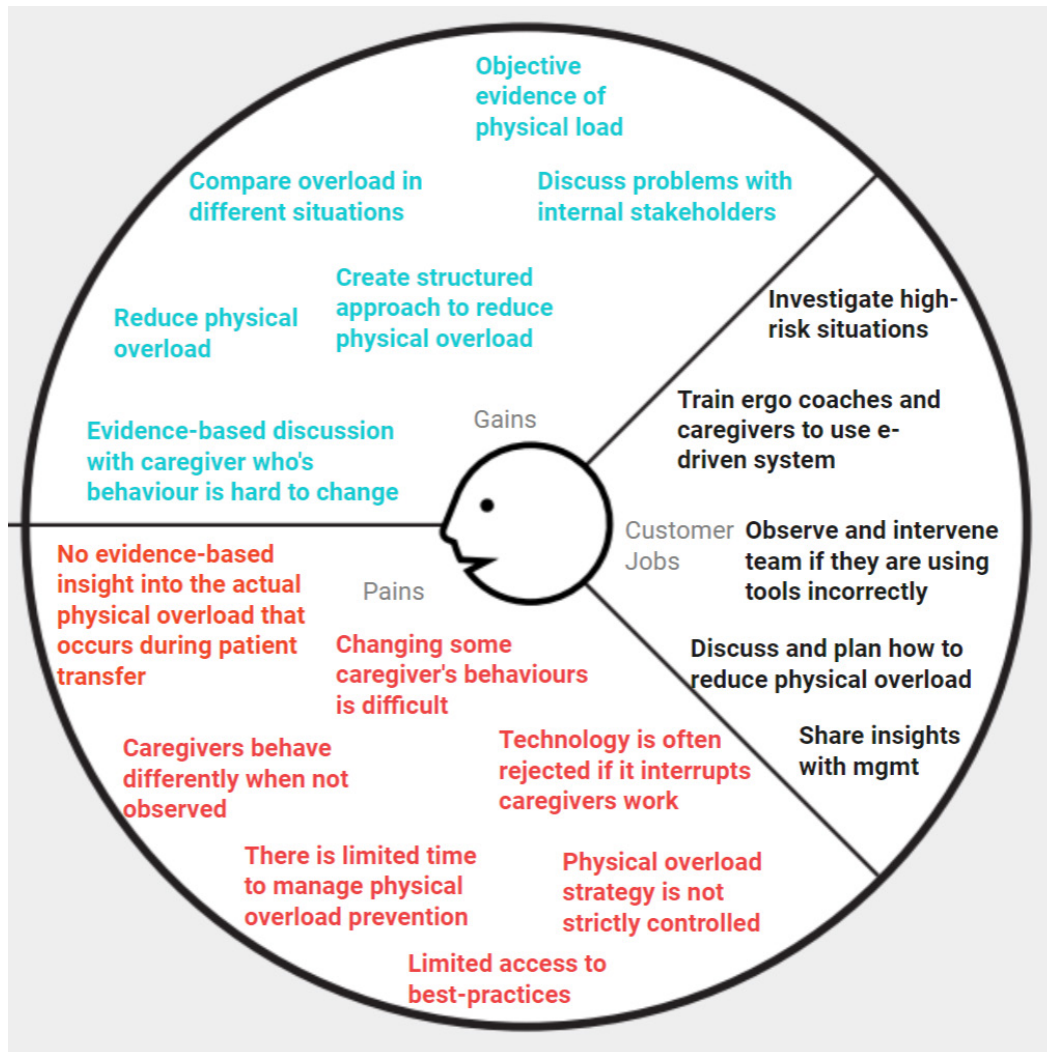 Objective
evidence of
physical load
Compare overload in
different situations
Discuss problems with
internal stakeholders
Create structured
approach to reduce
physical overload
Reduce physical
overload
Evidence-based discussion
with caregiver who's
behaviour is hard to change
Gains
Investigate high-
risk situations
Train ergo coaches and
caregivers to use e-
driven system
Customer
Jobs
Observe and intervene
team if they are using
tools incorrectly
Discuss and plan how to
reduce physical overload
Share insights
with mgmt
Pains
No evidence-based
insight into the actual
physical overload that
occurs during patient
transfer
Changing some
caregiver's behaviours
is difficult
Caregivers behave
differently when not
observed
Technology is often
rejected if it interrupts
caregivers work
There is limited time
to manage physical
overload prevention
Physical overload
strategy is not
strictly controlled
Limited access to
best-practices